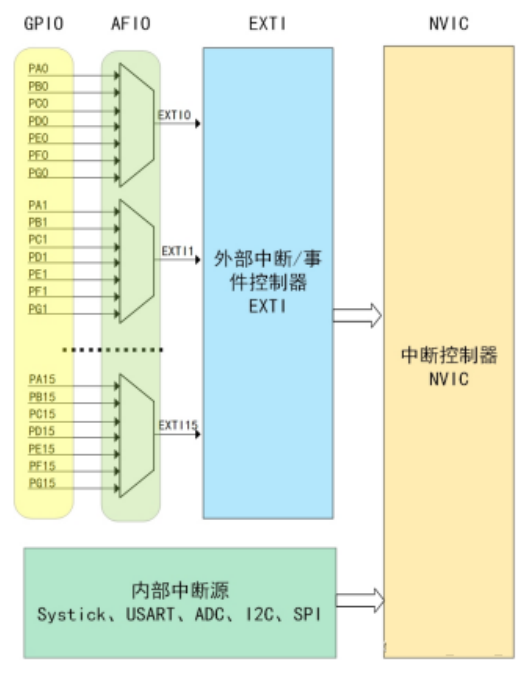 GPIO AFIO EXTI NVIC
PA0
PB0
PC0
PD0
PE0
PF0
PG0
EXTI0
PA1
PB1
PC1
PD1
PE1
PF1
PG1
EXTI1
PA15
PB15
PC15
PD15
PE15
PF15
PG15
EXTI15
外部中断/事
件控制器
EXTI
中断控制器
NVIC
内部中断源
Systick、USART、ADC、I2C、SPI